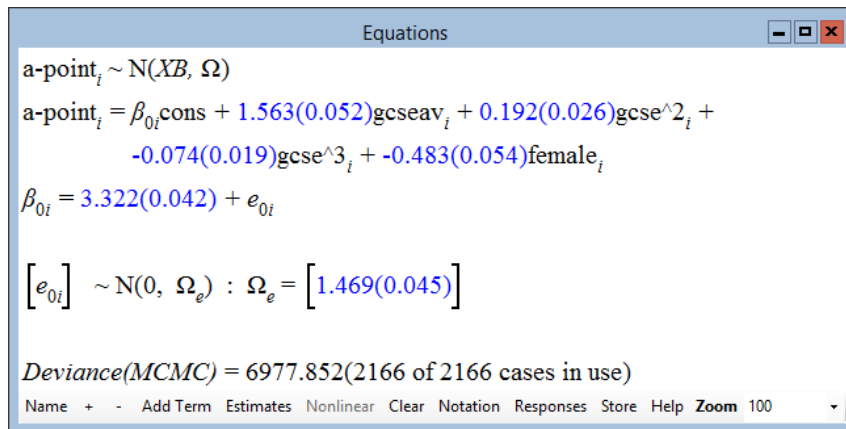 Equations
a-point_i ~ N(XB, Ω)
a-point_i = β_0i cons + 1.563(0.052)gcseav_i + 0.192(0.026)gcse^2_i +
-0.074(0.019)gcse^3_i + -0.483(0.054)female_i
β_0i = 3.322(0.042) + e_0i
[e_0i] ~ N(0, Ω_e) : Ω_e = [1.469(0.045)]
Deviance(MCMC) = 6977.852(2166 of 2166 cases in use)
Name + - Add Term Estimates Nonlinear Clear Notation Responses Store Help Zoom 100